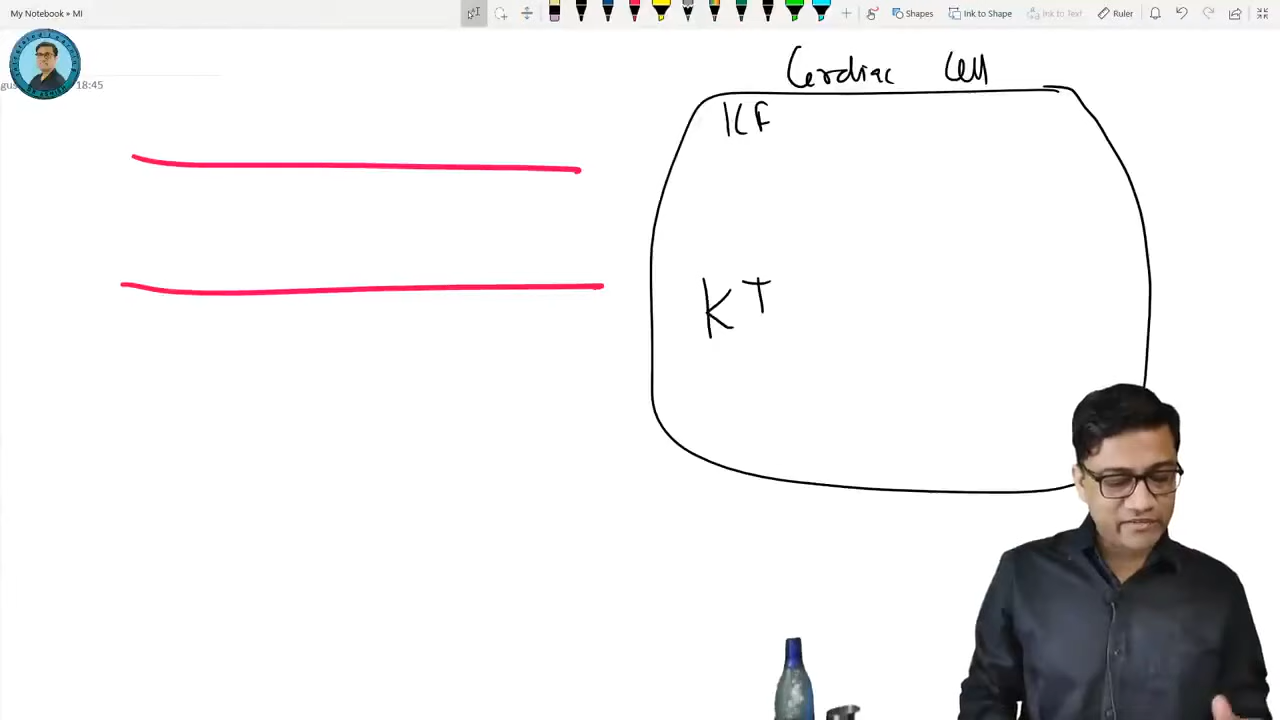 My Notebook » MI
Shapes
Ink to Shape
Ink to Text
Ruler
18:45
Cardiac Cell
ICF
K+